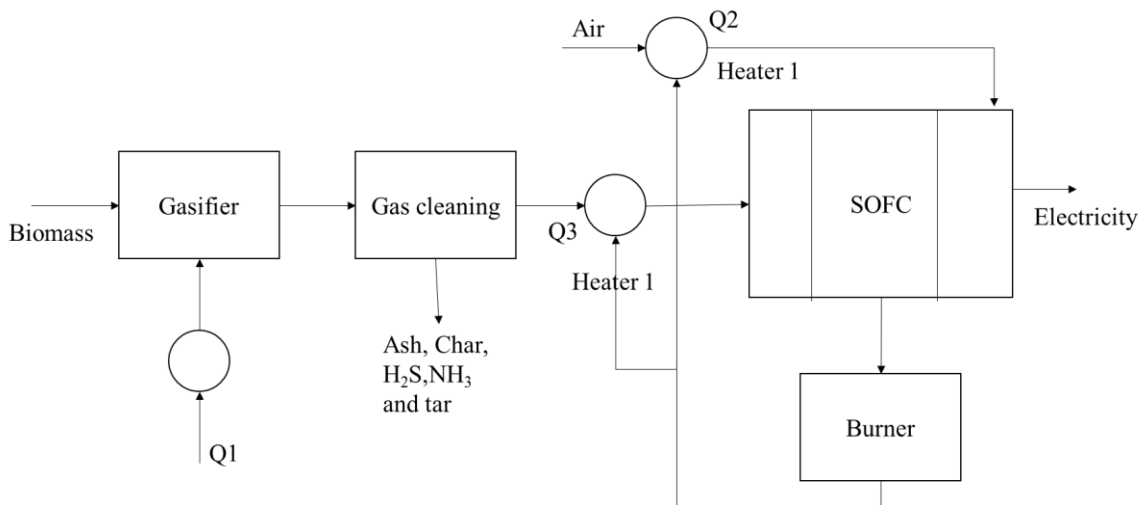 Air
Q2
Heater 1
Gasifier
Gas cleaning
SOFC
Biomass
Q3
Electricity
Heater 1
Ash, Char,
H₂S,NH₃
and tar
Burner
Q1